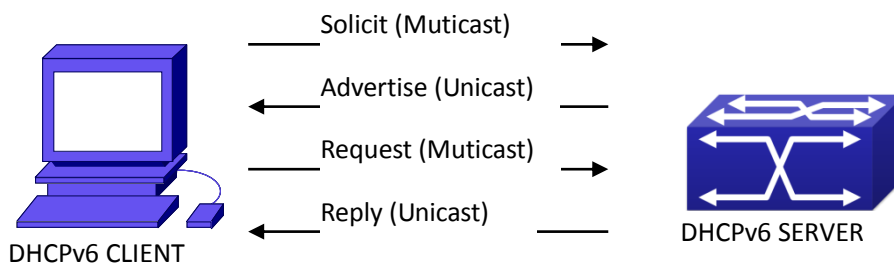 Solicit (Muticast)
Advertise (Unicast)
Request (Muticast)
Reply (Unicast)
DHCPv6 CLIENT
DHCPv6 SERVER